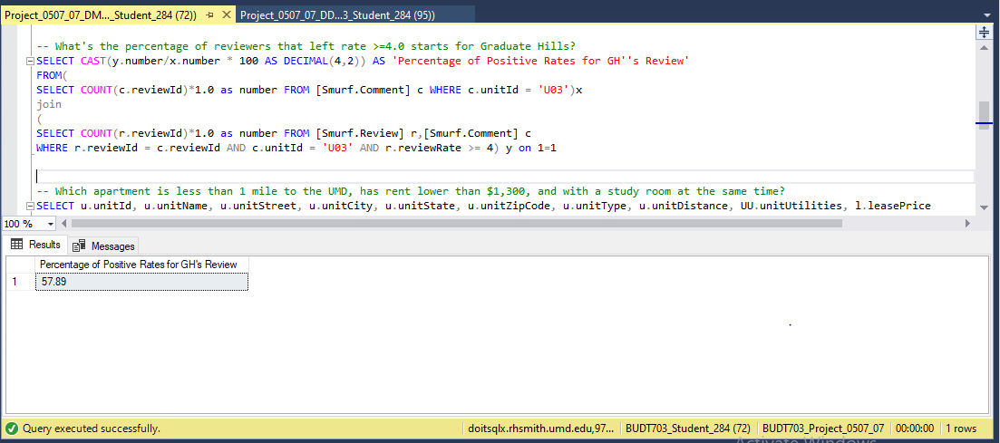 Project_0507_07_DM..._Student_284 (72))
Project_0507_07_DD...3_Student_284 (95))
-- What's the percentage of reviewers that left rate >=4.0 starts for Graduate Hills?
SELECT CAST(y.number/x.number * 100 AS DECIMAL(4,2)) AS 'Percentage of Positive Rates for GH''s Review'
FROM(
SELECT COUNT(c.reviewId)*1.0 as number FROM [Smurf.Comment] c WHERE c.unitId = 'U03')x
join
(
SELECT COUNT(r.reviewId)*1.0 as number FROM [Smurf.Review] r,[Smurf.Comment] c
WHERE r.reviewId = c.reviewId AND c.unitId = 'U03' AND r.reviewRate >= 4) y on 1=1
-- Which apartment is less than 1 mile to the UMD, has rent lower than $1,300, and with a study room at the same time?
SELECT u.unitId, u.unitName, u.unitStreet, u.unitCity, u.unitState, u.unitZipCode, u.unitType, u.unitDistance, UU.unitUtilities, l.leasePrice
100 %
Results Messages
Percentage of Positive Rates for GH's Review
1 57.89
Query executed successfully. doitsqlx.rhsmith.umd.edu,97... BUDT703_Student_284 (72) BUDT703_Project_0507_07 00:00:00 1 rows
Activate Windows